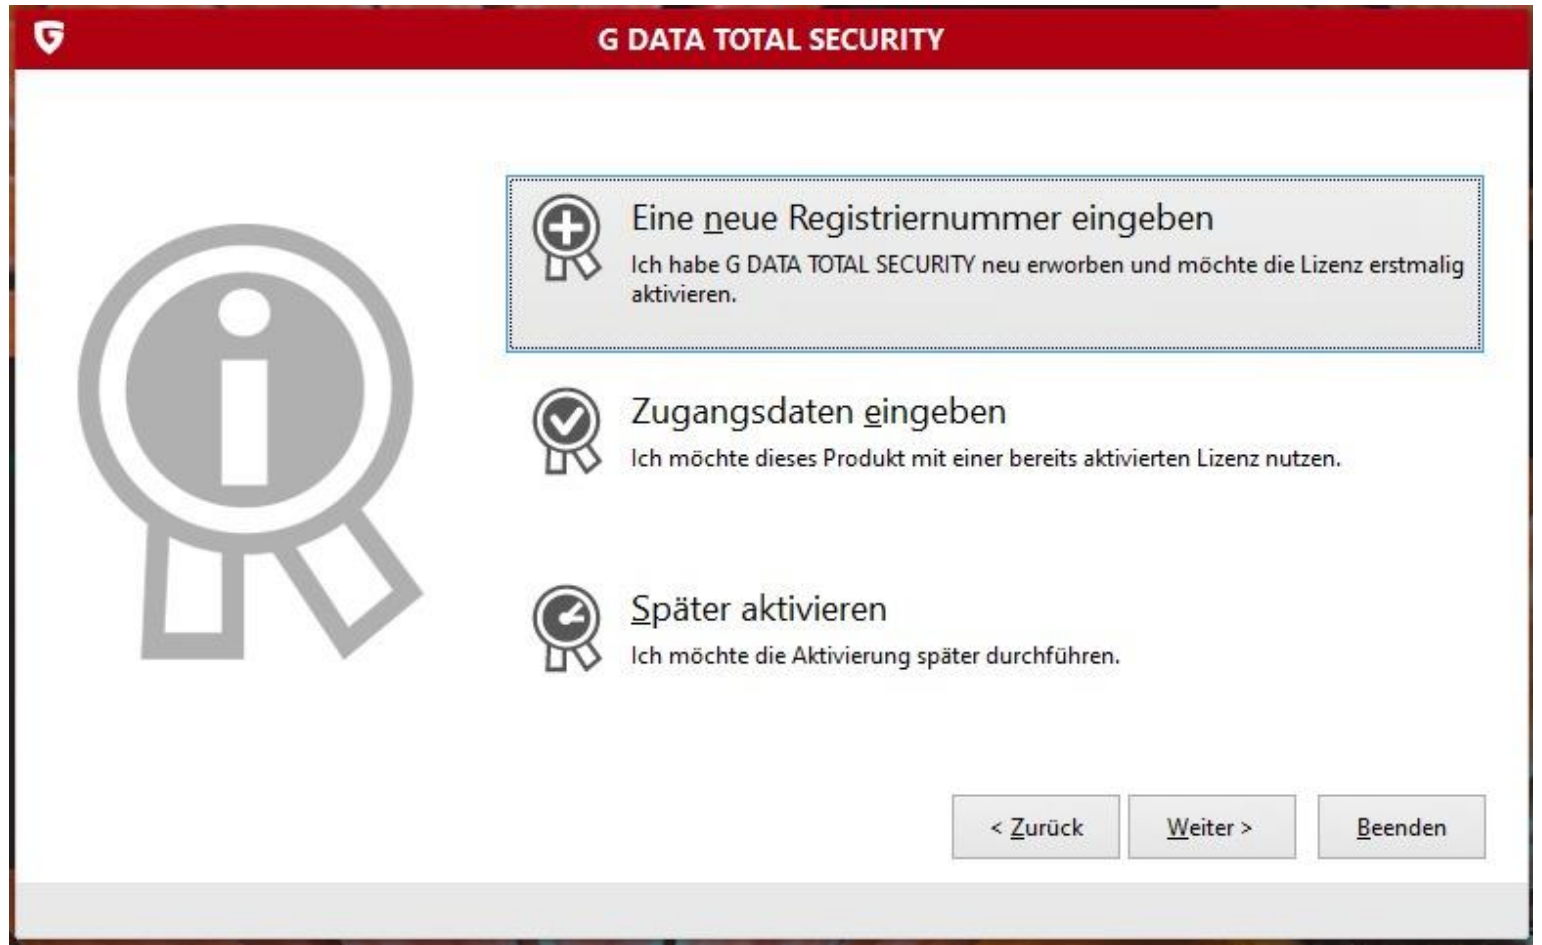 G DATA TOTAL SECURITY
Eine neue Registriernummer eingeben
Ich habe G DATA TOTAL SECURITY neu erworben und möchte die Lizenz erstmalig
aktivieren.
Zugangsdaten eingeben
Ich möchte dieses Produkt mit einer bereits aktivierten Lizenz nutzen.
Später aktivieren
Ich möchte die Aktivierung später durchführen.
< Zurück
Weiter >
Beenden